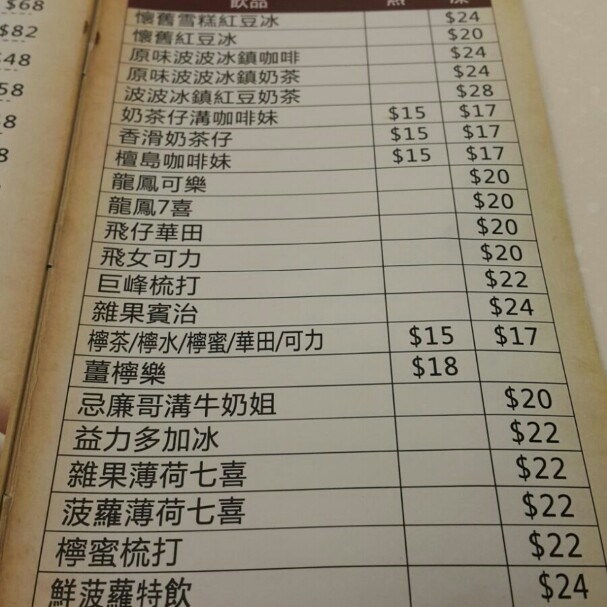 $68
$82
飲品 熱 凍
懷舊雪糕紅豆冰 $24
懷舊紅豆冰 $20
原味波波冰鎮咖啡 $24
原味波波冰鎮奶茶 $24
波波冰鎮紅豆奶茶 $28
奶茶仔溝咖啡妹 $15 $17
香滑奶茶仔 $15 $17
檀島咖啡妹 $15 $17
龍鳳可樂 $20
龍鳳7喜 $20
飛仔華田 $20
飛女可力 $20
巨峰梳打 $22
雜果賓治 $24
檸茶/檸水/檸蜜/華田/可力 $15 $17
薑檸樂 $18
忌廉哥溝牛奶姐 $20
益力多加冰 $22
雜果薄荷七喜 $22
菠蘿薄荷七喜 $22
檸蜜梳打 $22
鮮菠蘿特飲 $24